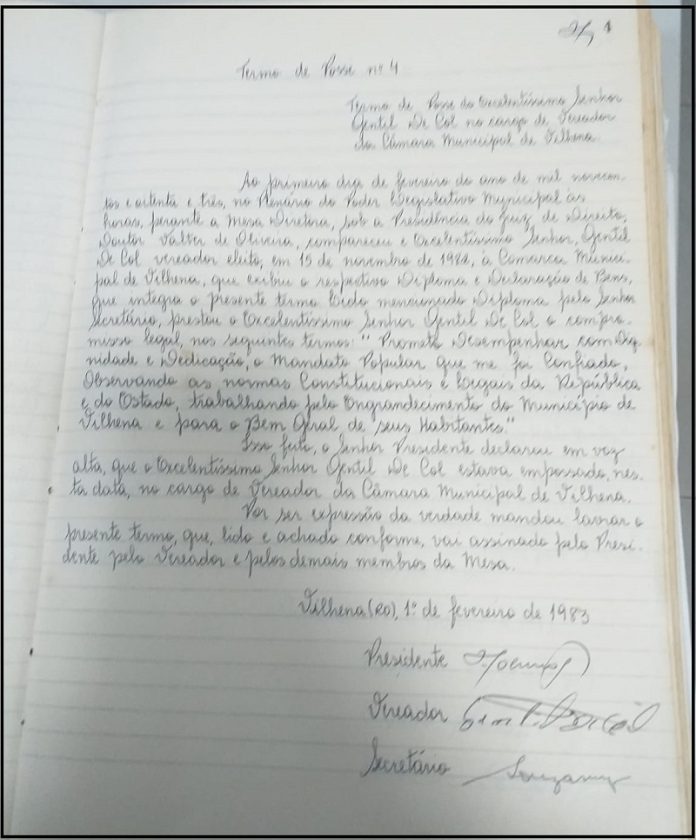 4
Termo de Posse nº 4
Termo de Posse do Excelentíssimo Senhor
Gentil De Col no cargo de Vereador
da Câmara Municipal de Vilhena.
Ao primeiro dia de fevereiro do ano de mil novecen-
tos e oitenta e três, no Plenário do Poder Legislativo Municipal às
horas, perante a Mesa Diretora, sob a Presidência do Juiz de Direito,
Doutor Valter de Oliveira, compareceu o Excelentíssimo Senhor, Gentil
De Col vereador eleito, em 15 de novembro de 1982, à Comarca Munici-
pal de Vilhena, que exibiu o respectivo Diploma e Declaração de Bens,
que integra o presente termo Lido mencionado Diploma pelo Senhor
Secretário, prestou o Excelentíssimo Senhor Gentil De Col o compro-
misso legal, nos seguintes termos: "Prometo Desempenhar com Dig-
nidade e Dedicação, o Mandato Popular que me foi Confiado,
Observando as normas Constitucionais e Legais da República
e do Estado, trabalhando pelo Engrandecimento do Município de
Vilhena e para o Bem Geral de seus Habitantes."
Isso feito, o Senhor Presidente declarou em voz
alta, que o Excelentíssimo Senhor Gentil De Col estava empossado, nes-
ta data, no cargo de Vereador da Câmara Municipal de Vilhena.
Por ser expressão da verdade mandou lavrar o
presente termo, que, lido e achado conforme, vai assinado pelo Presi-
dente pelo Vereador e pelos demais membros da Mesa.
Vilhena (RO), 1º de fevereiro de 1983
Presidente
Vereador
Secretário